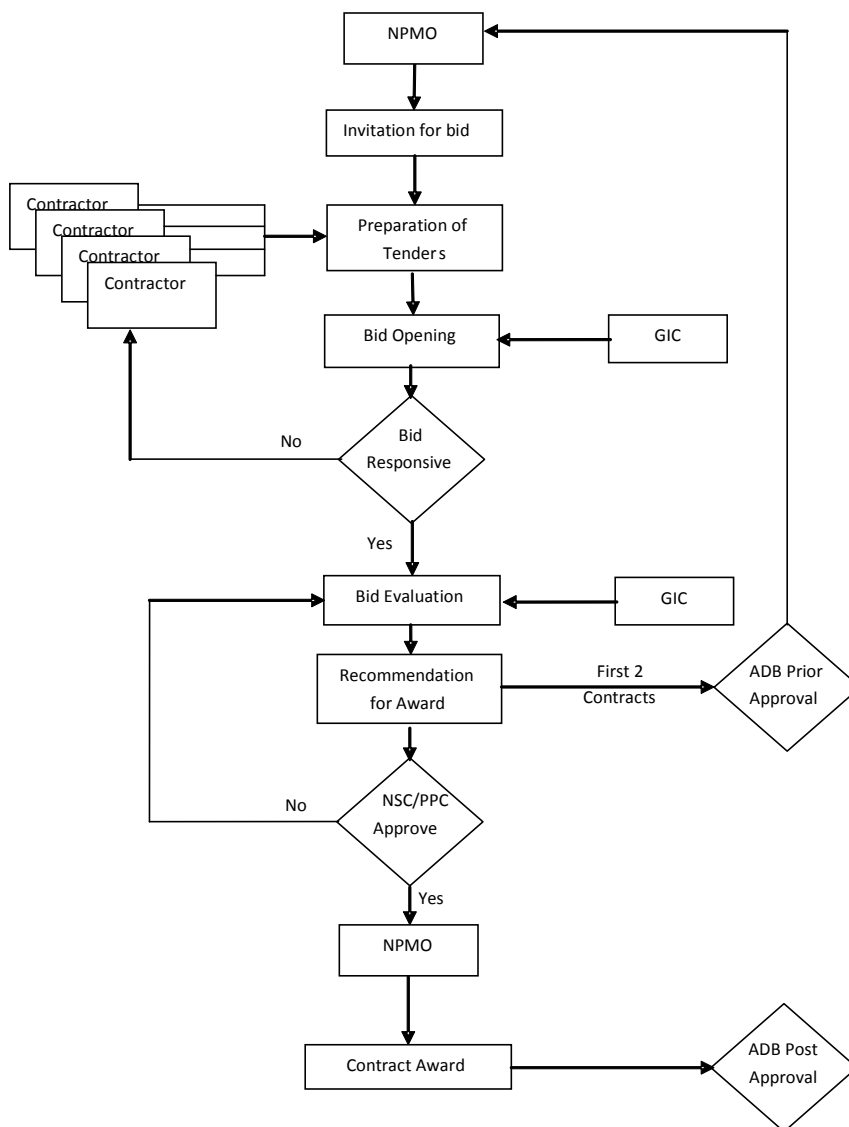 NPMO
Invitation for bid
Contractor
Contractor
Contractor
Contractor
Preparation of
Tenders
Bid Opening
GIC
No
Bid
Responsive
Yes
Bid Evaluation
GIC
Recommendation
for Award
First 2
Contracts
ADB Prior
Approval
No
NSC/PPC
Approve
Yes
NPMO
Contract Award
ADB Post
Approval